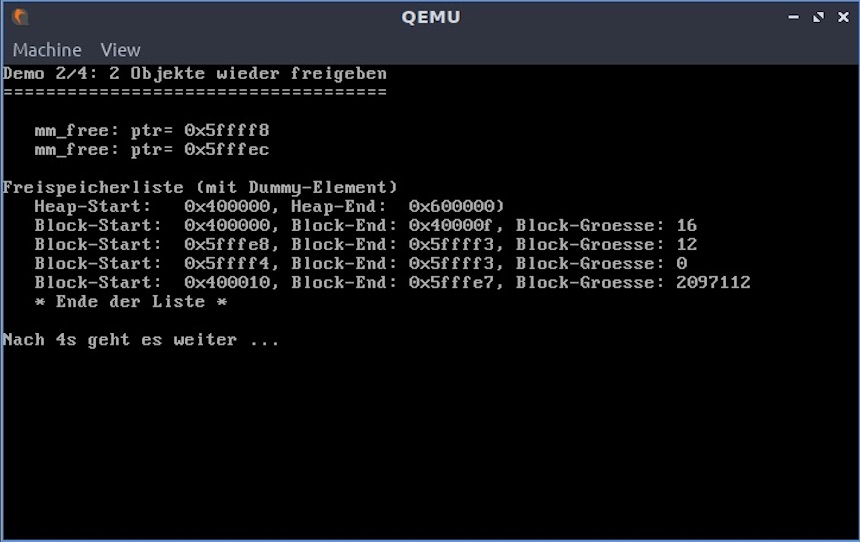 QEMU
Machine View
Demo 2/4: 2 Objekte wieder freigeben
====================================
mm_free: ptr= 0x5ffff8
mm_free: ptr= 0x5fffec
Freispeicherliste (mit Dummy-Element)
Heap-Start: 0x400000, Heap-End: 0x600000)
Block-Start: 0x400000, Block-End: 0x40000f, Block-Groesse: 16
Block-Start: 0x5fffe8, Block-End: 0x5ffff3, Block-Groesse: 12
Block-Start: 0x5ffff4, Block-End: 0x5ffff3, Block-Groesse: 0
Block-Start: 0x400010, Block-End: 0x5fffe7, Block-Groesse: 2097112
* Ende der Liste *
Nach 4s geht es weiter ...